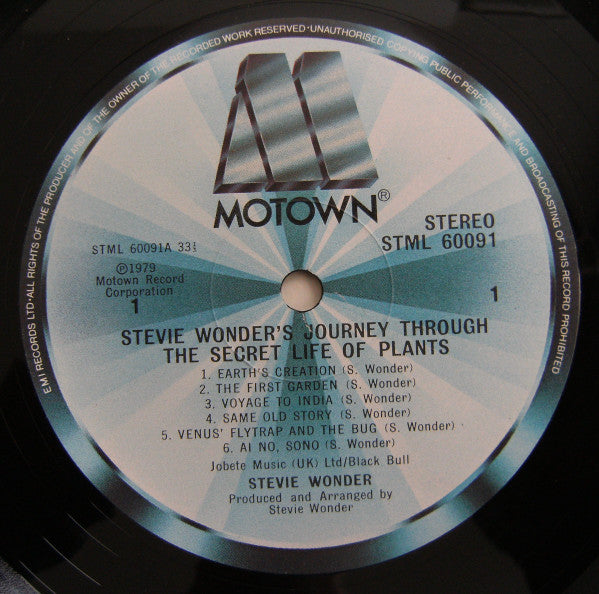 EMI RECORDS LTD·ALL RIGHTS OF THE PRODUCER AND OF THE OWNER OF THE RECORDED WORK RESERVED·UNAUTHORISED COPYING PUBLIC PERFORMANCE AND BROADCASTING OF THIS RECORD PROHIBITED
MOTOWN®
STEREO
STML 60091
STML 60091A 33⅓
℗1979
Motown Record
Corporation
1
1
STEVIE WONDER'S JOURNEY THROUGH
THE SECRET LIFE OF PLANTS
1. EARTH'S CREATION (S. Wonder)
2. THE FIRST GARDEN (S. Wonder)
3. VOYAGE TO INDIA (S. Wonder)
4. SAME OLD STORY (S. Wonder)
5. VENUS' FLYTRAP AND THE BUG (S. Wonder)
6. AI NO, SONO (S. Wonder)
Jobete Music (UK) Ltd/Black Bull
STEVIE WONDER
Produced and Arranged by
Stevie Wonder